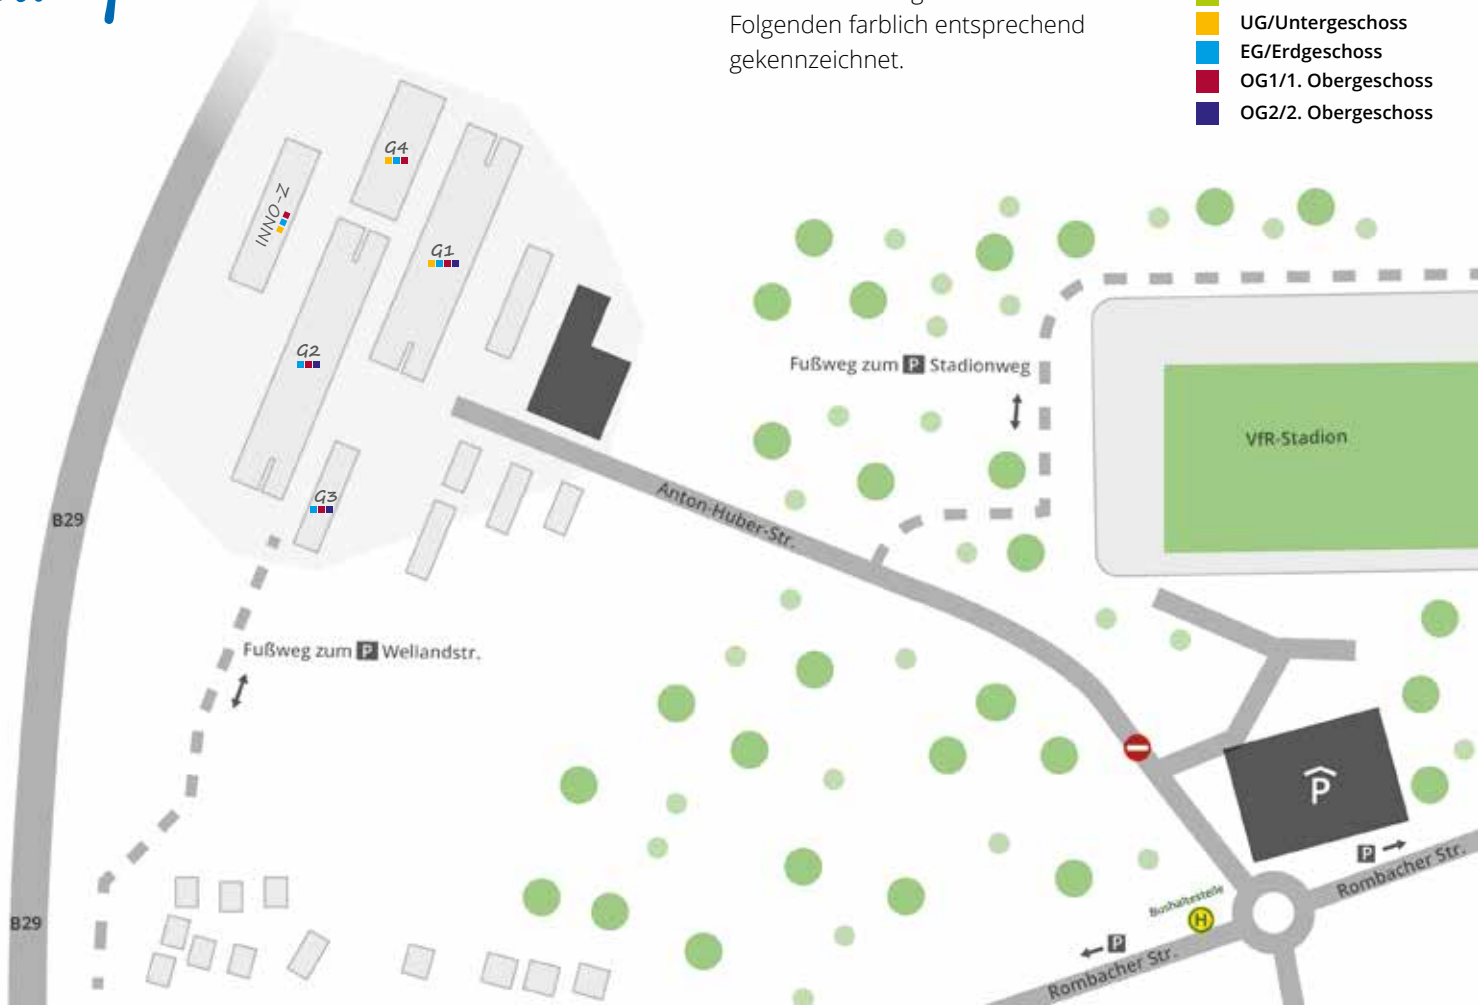 Folgenden farblich entsprechend
gekennzeichnet.
UG/Untergeschoss
EG/Erdgeschoss
OG1/1. Obergeschoss
OG2/2. Obergeschoss
G4
INNO-Z
G1
G2
G3
Fußweg zum P Stadionweg
VfR-Stadion
B29
Anton-Huber-Str.
Fußweg zum P Wellandstr.
P
P
Rombacher Str.
Bushaltestelle
H
B29
P
Rombacher Str.